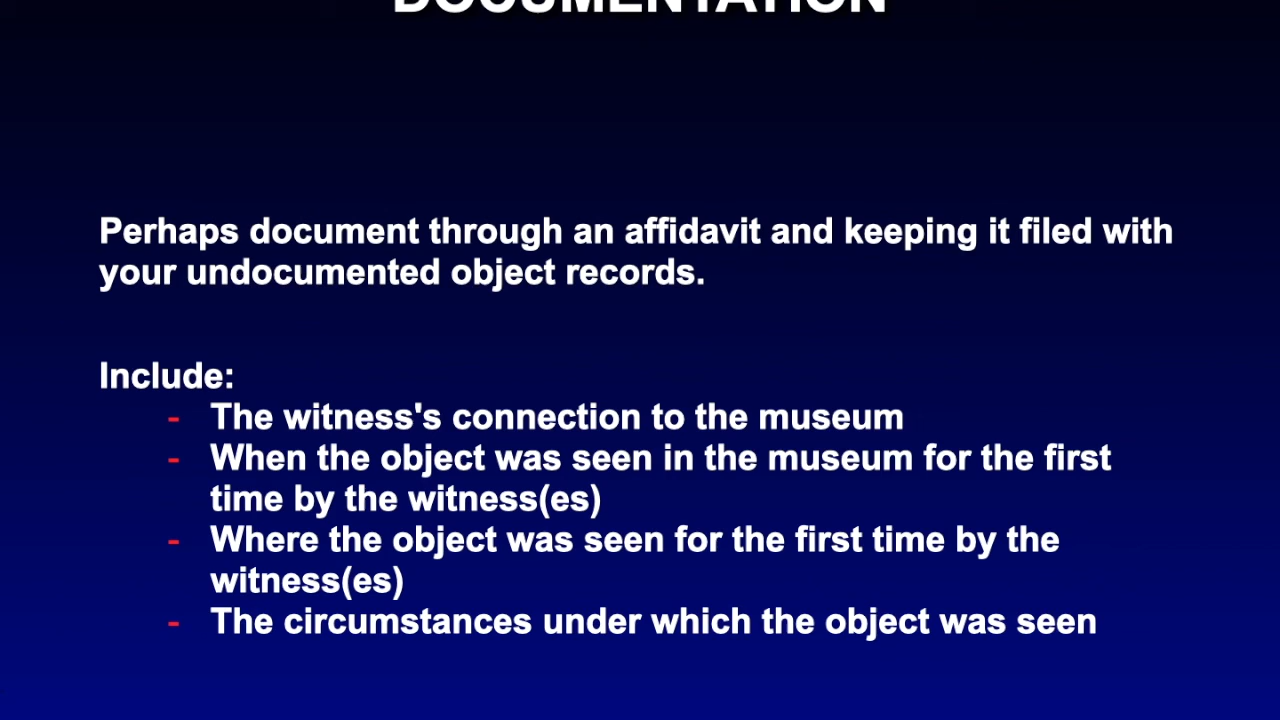 DOCUMENTATION
Perhaps document through an affidavit and keeping it filed with
your undocumented object records.
Include:
- The witness's connection to the museum
- When the object was seen in the museum for the first
time by the witness(es)
- Where the object was seen for the first time by the
witness(es)
- The circumstances under which the object was seen